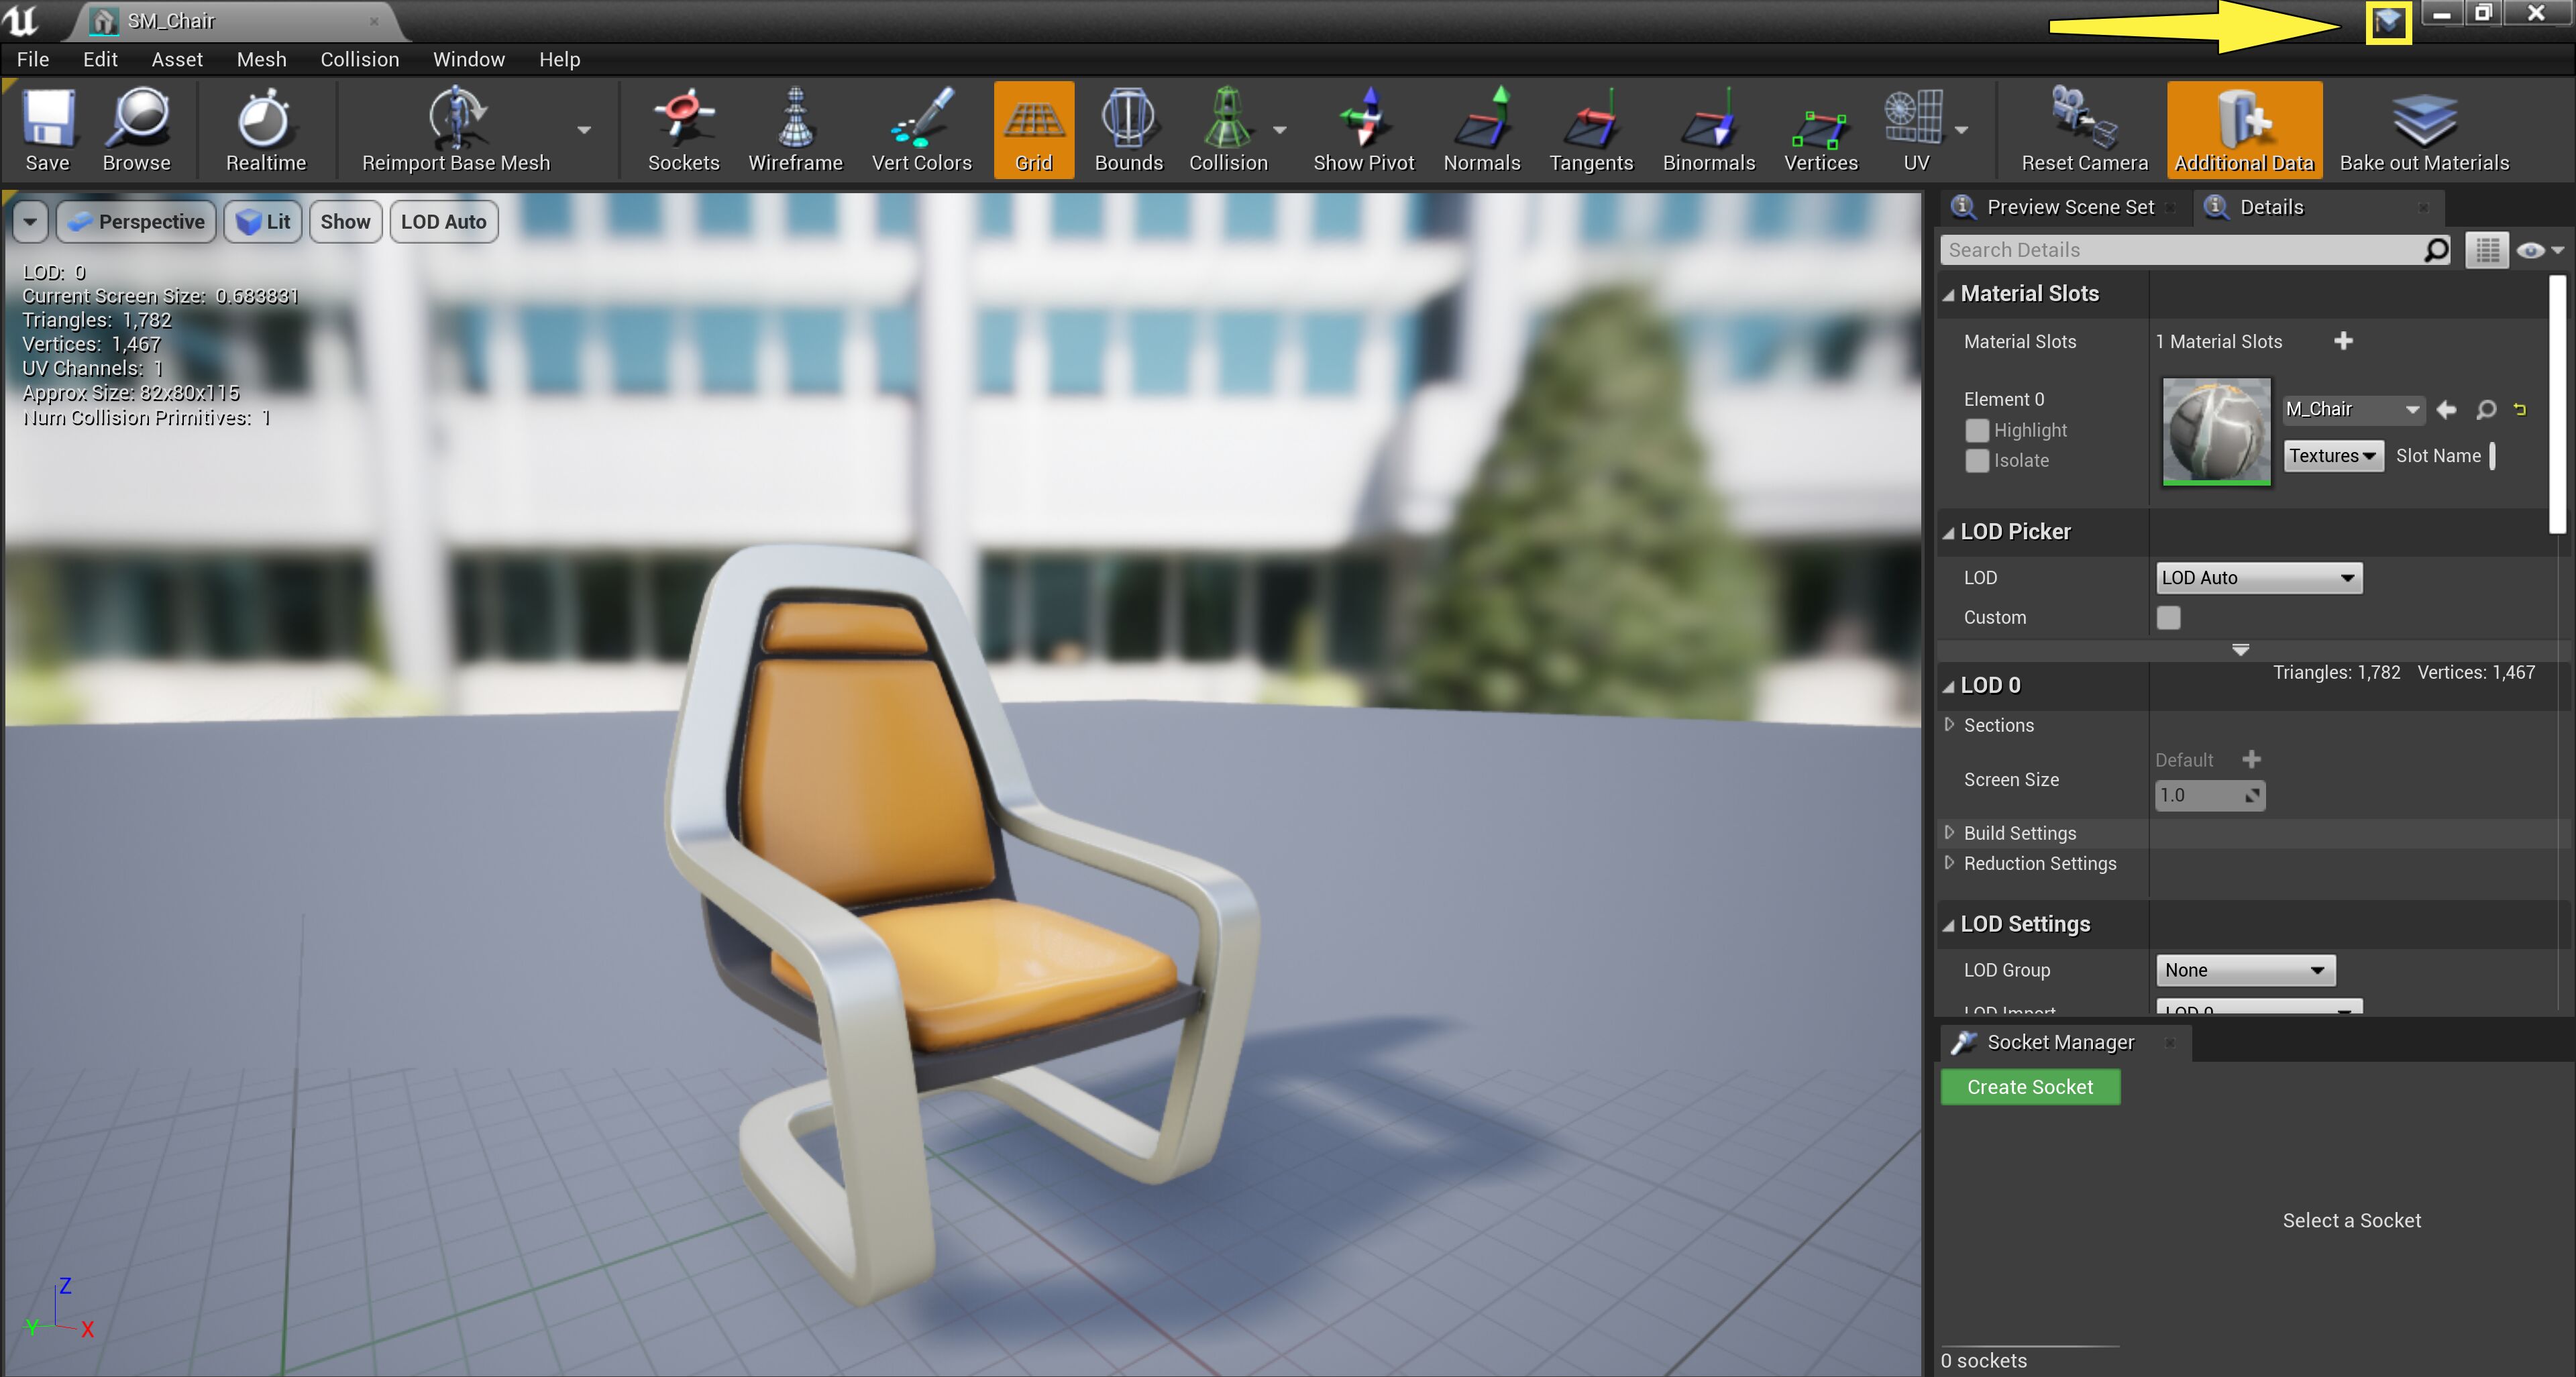 SM_Chair
File Edit Asset Mesh Collision Window Help
Save Browse Realtime Reimport Base Mesh Sockets Wireframe Vert Colors Grid Bounds Collision Show Pivot Normals Tangents Binormals Vertices UV Reset Camera Additional Data Bake out Materials
Perspective Lit Show LOD Auto
LOD: 0
Current Screen Size: 0.683831
Triangles: 1,782
Vertices: 1,467
UV Channels: 1
Approx Size: 82x80x115
Num Collision Primitives: 1
Z
Y X
Preview Scene Set Details
Search Details
Material Slots
Material Slots 1 Material Slots
Element 0
Highlight
Isolate
M_Chair
Textures Slot Name
LOD Picker
LOD LOD Auto
Custom
Triangles: 1,782 Vertices: 1,467
LOD 0
Sections
Default
Screen Size
1.0
Build Settings
Reduction Settings
LOD Settings
LOD Group None
LOD Import LOD 0
Socket Manager
Create Socket
Select a Socket
0 sockets